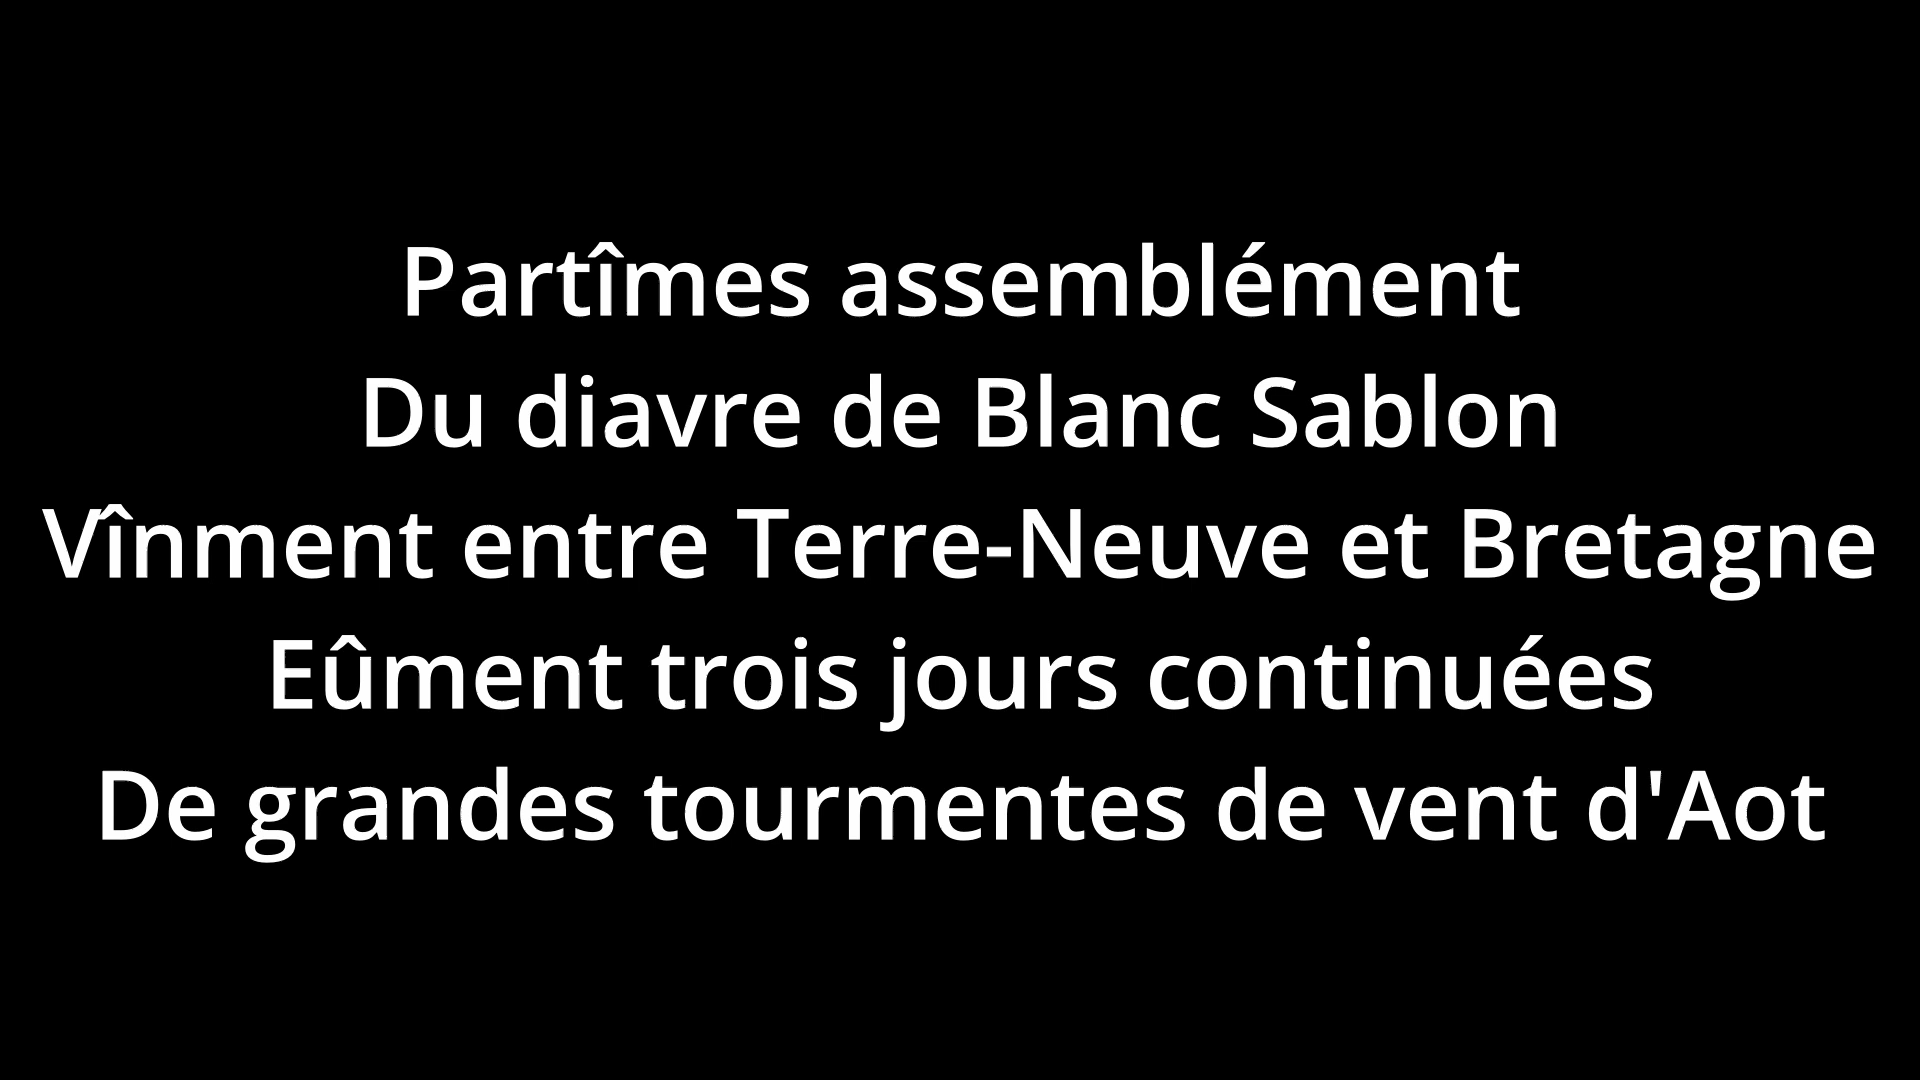 Partîmes assemblément
Du diavre de Blanc Sablon
Vînment entre Terre-Neuve et Bretagne
Eûment trois jours continuées
De grandes tourmentes de vent d'Aot